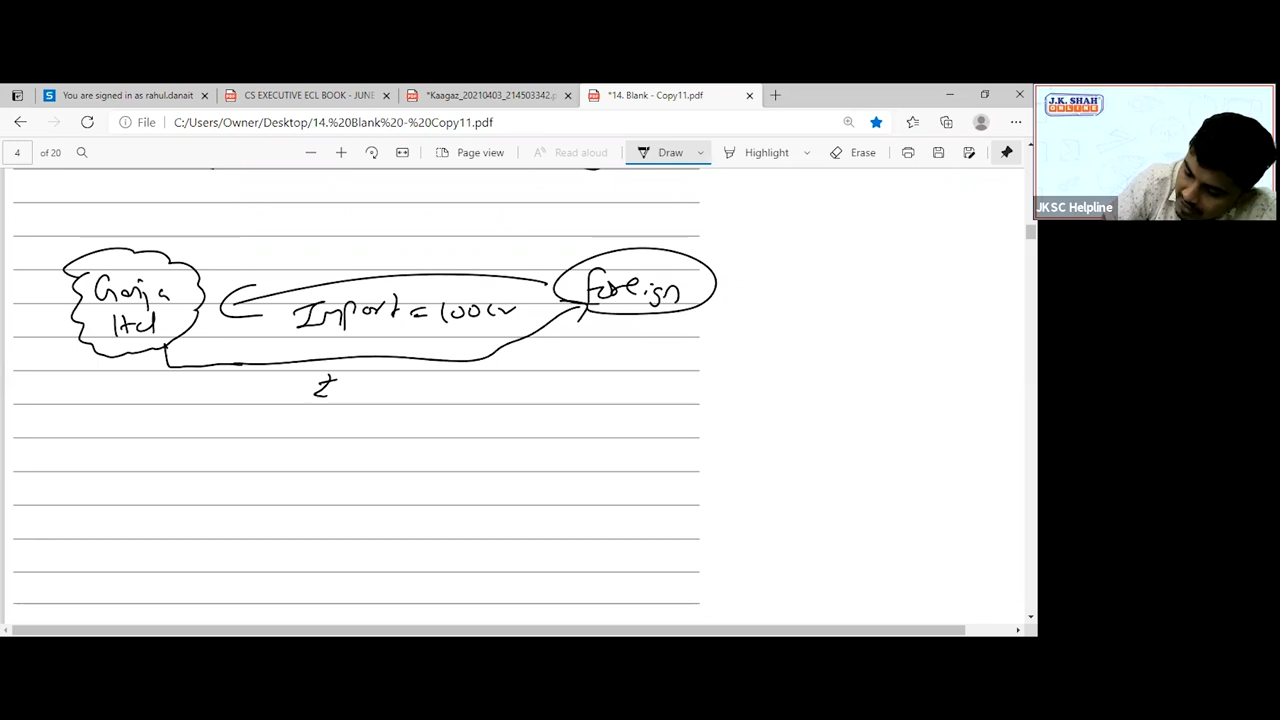 You are signed in as rahul.danait
CS EXECUTIVE ECL BOOK - JUNE
*Kaagaz_20210403_214503342.p
*14. Blank - Copy11.pdf
File
C:/Users/Owner/Desktop/14.%20Blank%20-%20Copy11.pdf
4 of 20
Page view
Read aloud
Draw
Highlight
Erase
J.K. SHAH
ONLINE
JKSC Helpline
foreign
Import = 100cr
ltd